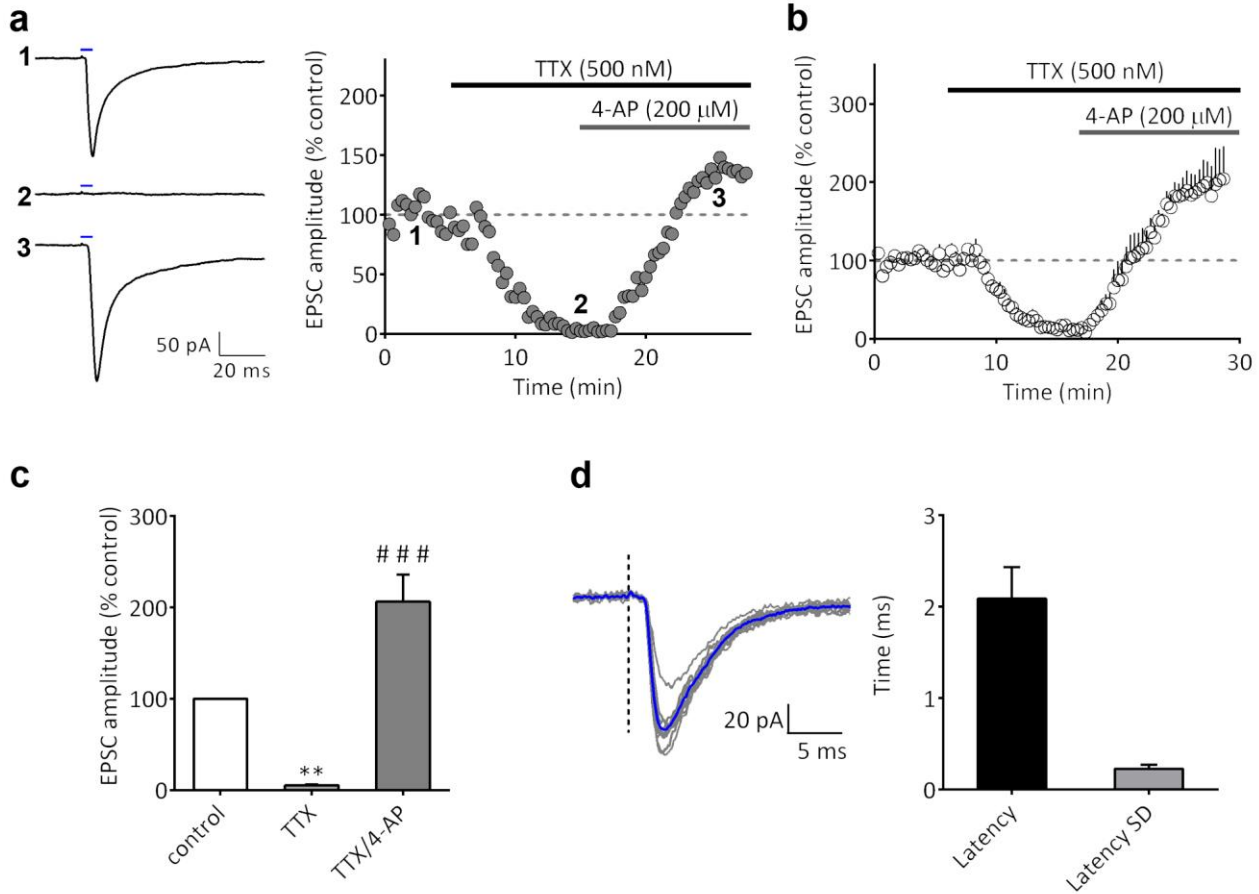 a
1
2
3
50 pA
20 ms
EPSC amplitude (% control)
200
150
100
50
0
TTX (500 nM)
4-AP (200 μM)
1
2
3
0
10
20
Time (min)
b
EPSC amplitude (% control)
300
200
100
0
TTX (500 nM)
4-AP (200 μM)
0
10
20
30
Time (min)
c
EPSC amplitude (% control)
300
200
100
0
**
# # #
control
TTX
TTX/4-AP
d
20 pA
5 ms
Time (ms)
3
2
1
0
Latency
Latency SD